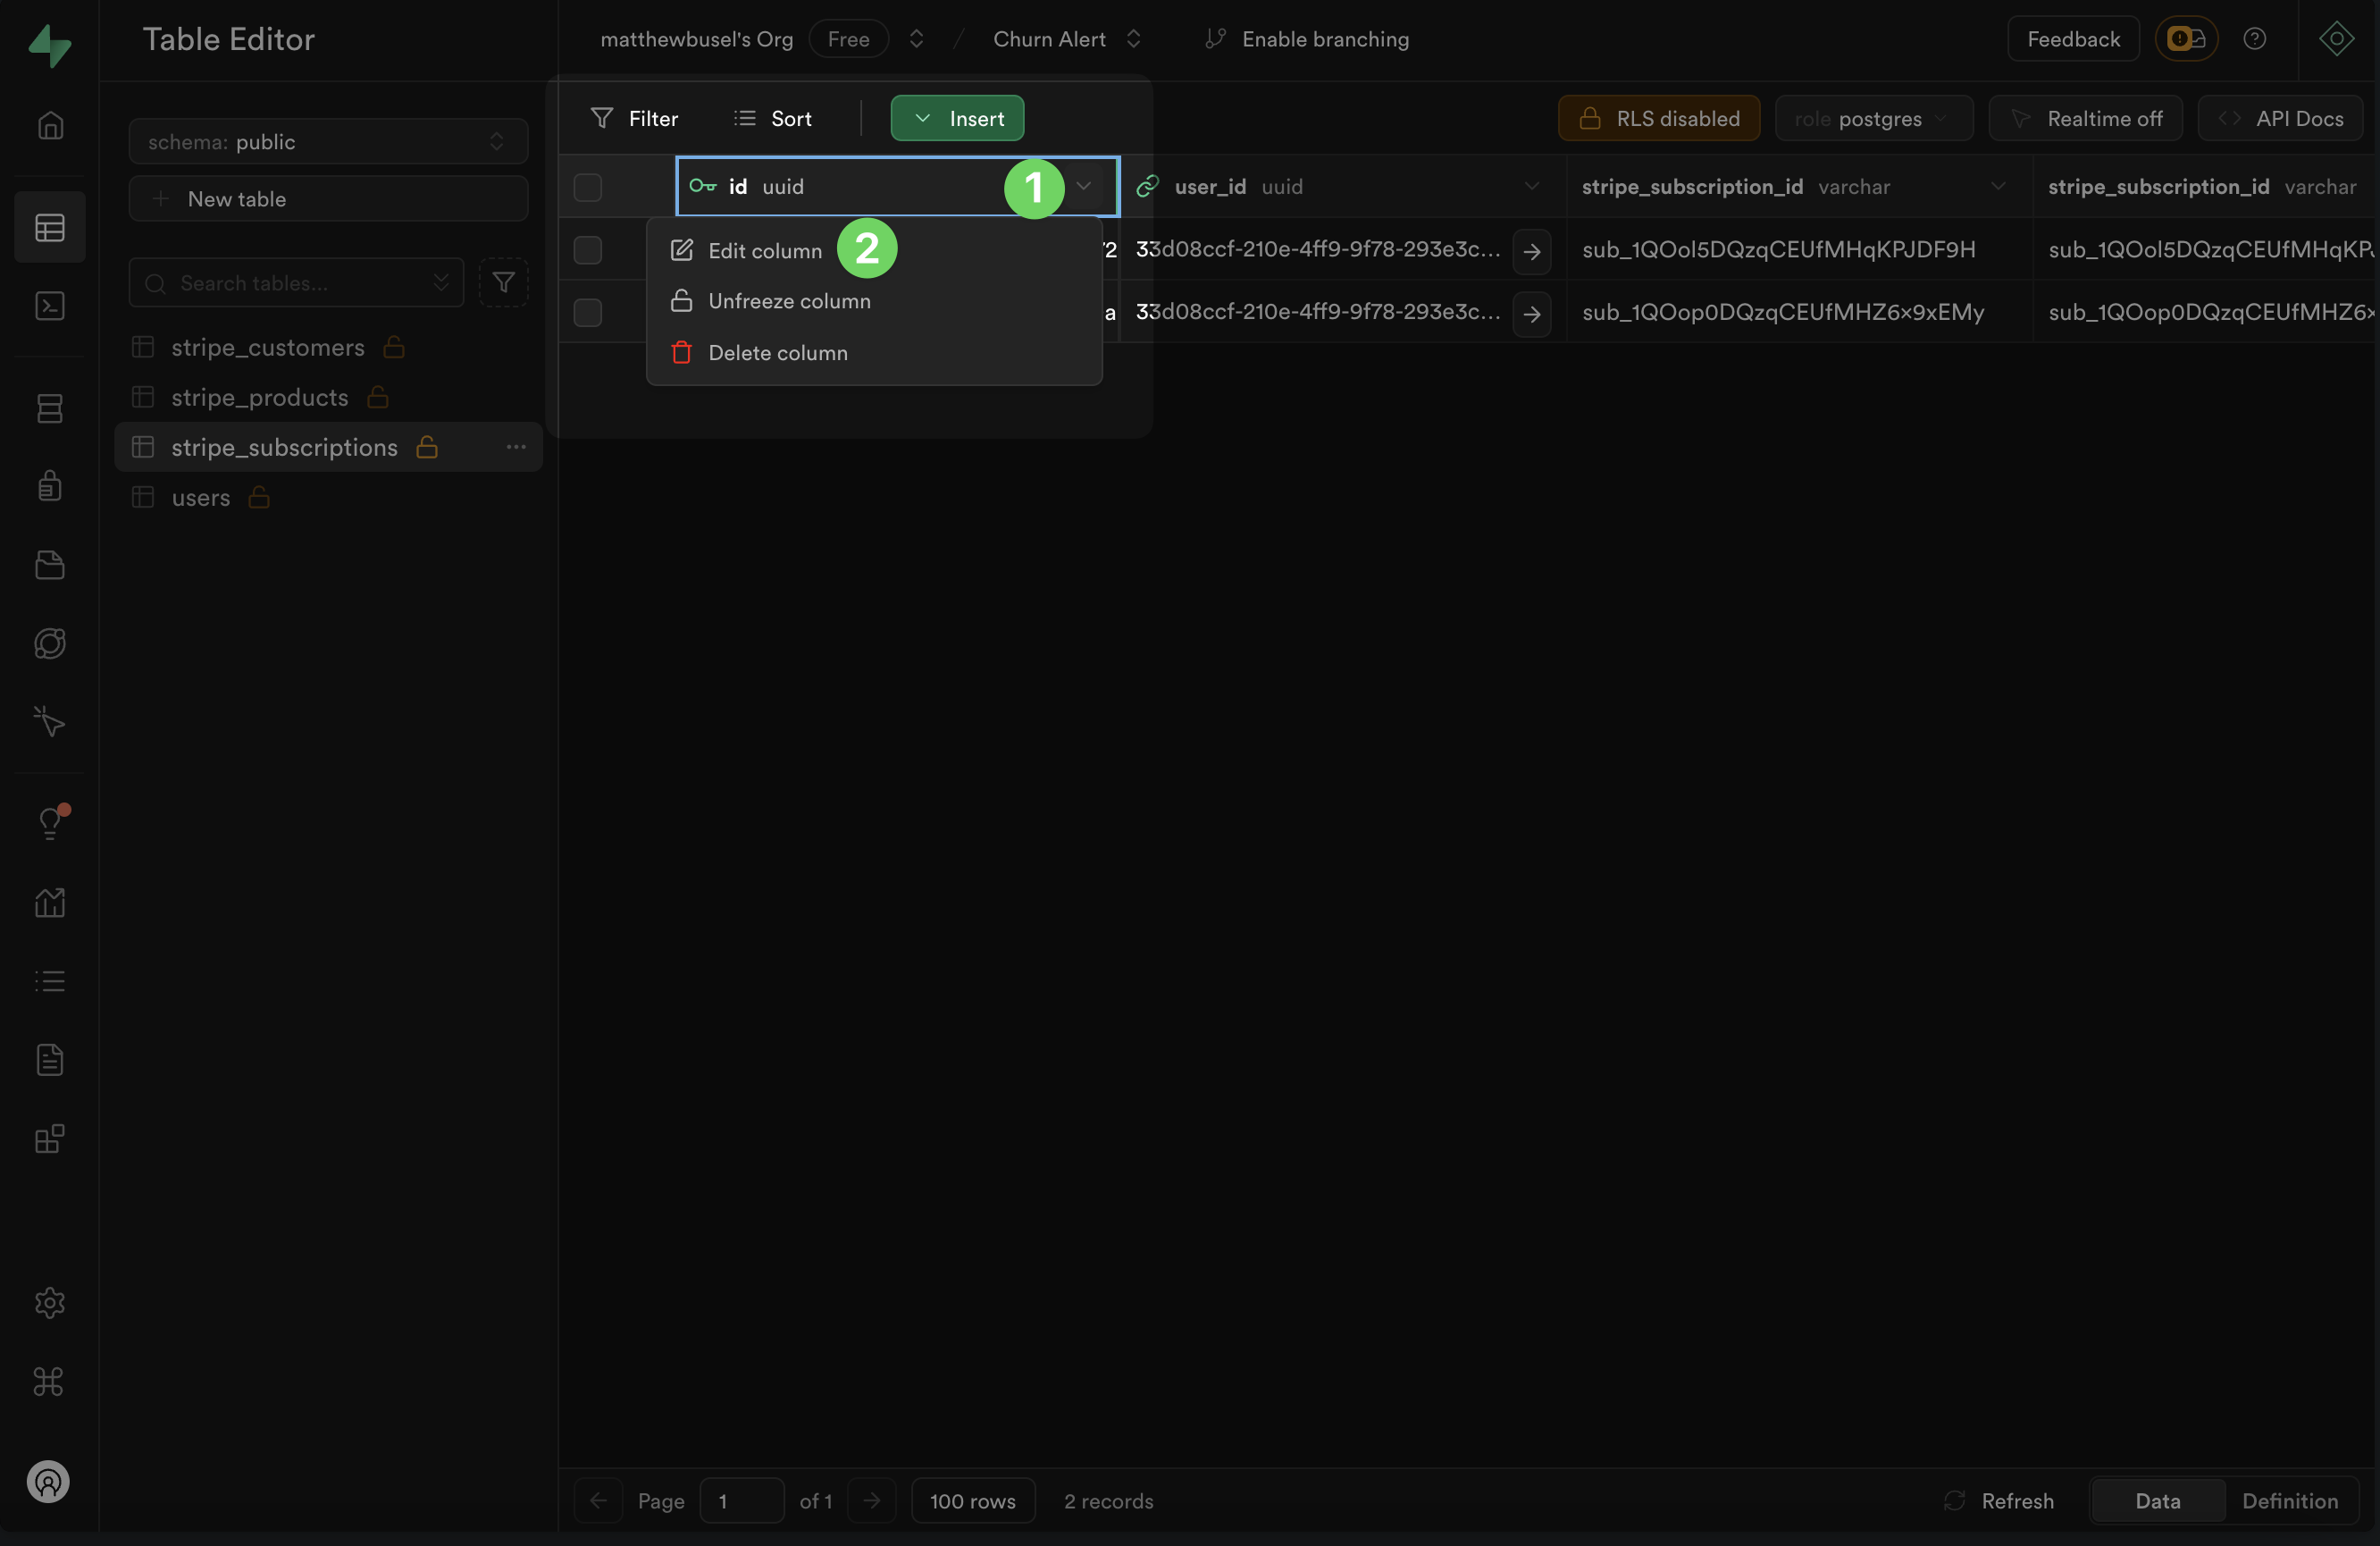 Table Editor
matthewbusel's Org Free / Churn Alert Enable branching
Feedback
schema: public
New table
Search tables...
stripe_customers
stripe_products
stripe_subscriptions
users
Filter Sort Insert
RLS disabled role postgres Realtime off API Docs
id uuid 1 user_id uuid stripe_subscription_id varchar stripe_subscription_id varchar
Edit column 2
Unfreeze column
Delete column
72 33d08ccf-210e-4ff9-9f78-293e3c... sub_1QOol5DQzqCEUfMHqKPJDF9H sub_1QOol5DQzqCEUfMHqKP
a 33d08ccf-210e-4ff9-9f78-293e3c... sub_1QOop0DQzqCEUfMHZ6x9xEMy sub_1QOop0DQzqCEUfMHZ6x
Page 1 of 1 100 rows 2 records
Refresh Data Definition